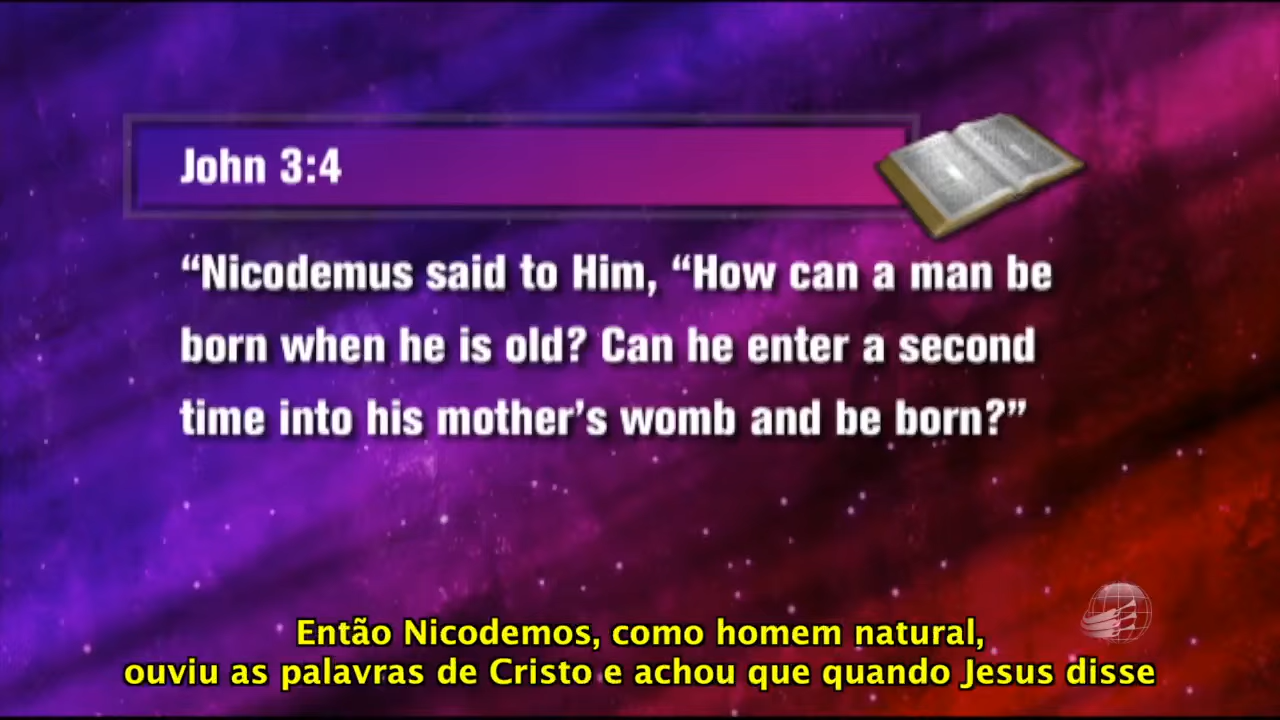 John 3:4
“Nicodemus said to Him, “How can a man be
born when he is old? Can he enter a second
time into his mother’s womb and be born?”
Então Nicodemos, como homem natural,
ouviu as palavras de Cristo e achou que quando Jesus disse